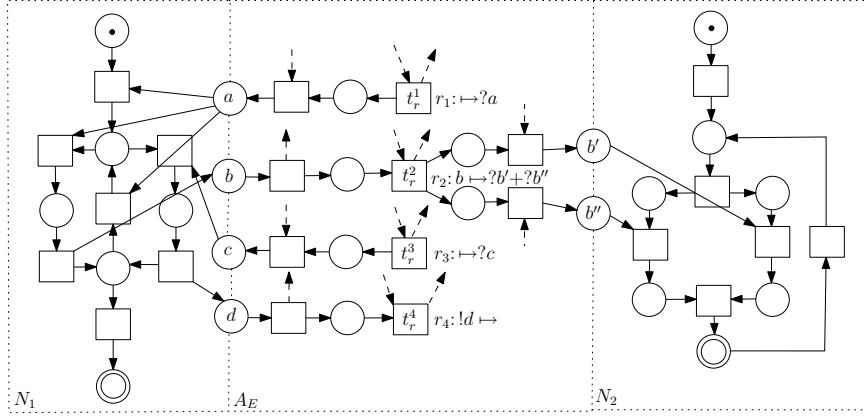 a
t_r^1
r_1: ↦?a
b
t_r^2
r_2: b ↦?b′+?b″
b′
b″
c
t_r^3
r_3: ↦?c
d
t_r^4
r_4: !d ↦
N_1
A_E
N_2